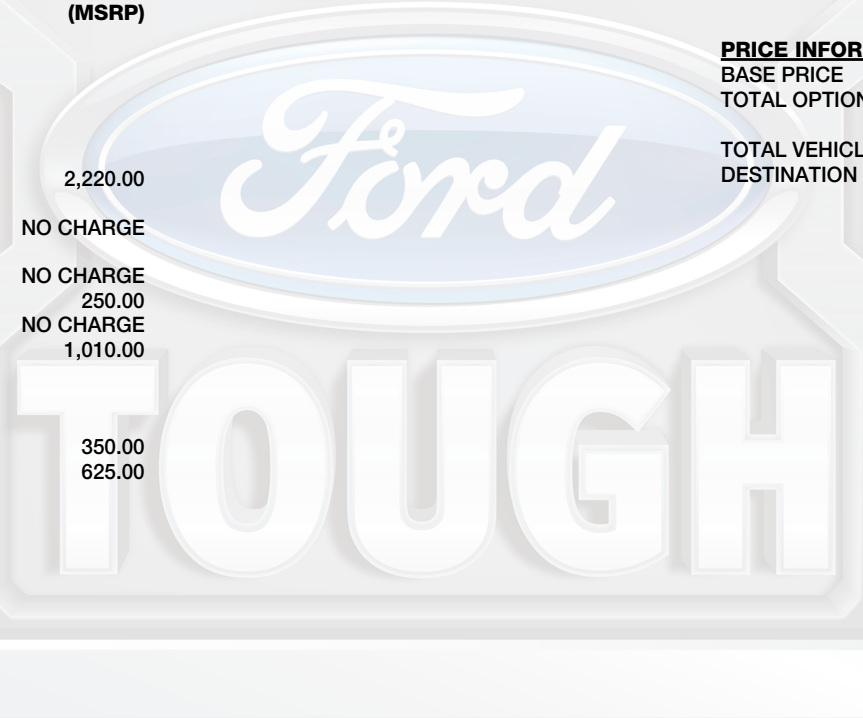 (MSRP)
2,220.00
NO CHARGE
NO CHARGE
250.00
NO CHARGE
1,010.00
350.00
625.00
PRICE INFOR
BASE PRICE
TOTAL OPTION
TOTAL VEHICL
DESTINATION
Ford
TOUGH